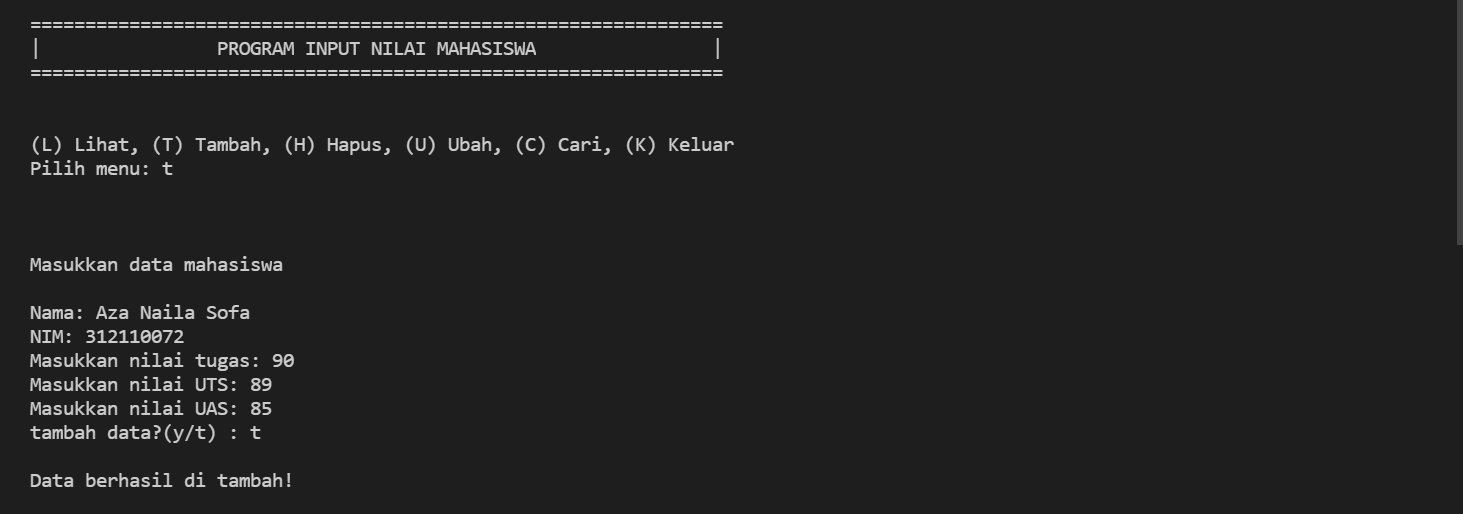 ===============================================================
|                PROGRAM INPUT NILAI MAHASISWA                |
===============================================================
(L) Lihat, (T) Tambah, (H) Hapus, (U) Ubah, (C) Cari, (K) Keluar
Pilih menu: t
Masukkan data mahasiswa
Nama: Aza Naila Sofa
NIM: 312110072
Masukkan nilai tugas: 90
Masukkan nilai UTS: 89
Masukkan nilai UAS: 85
tambah data?(y/t) : t
Data berhasil di tambah!